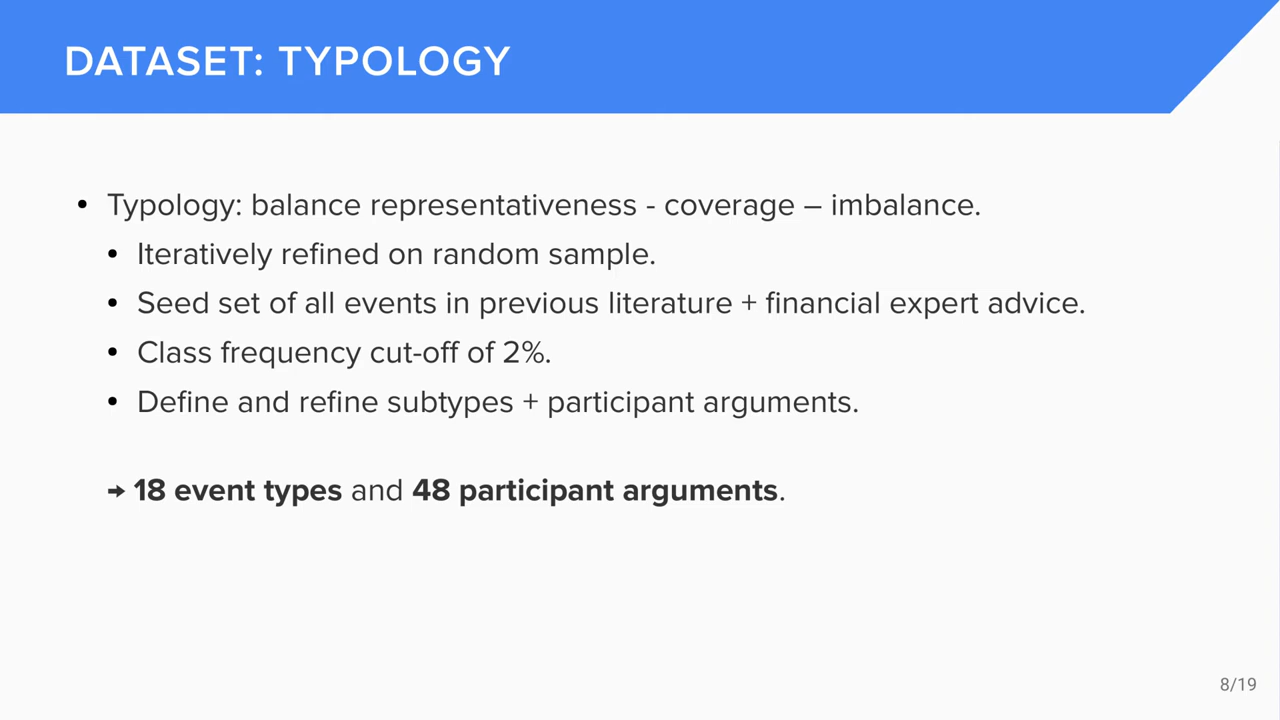 DATASET: TYPOLOGY
• Typology: balance representativeness - coverage – imbalance.
• Iteratively refined on random sample.
• Seed set of all events in previous literature + financial expert advice.
• Class frequency cut-off of 2%.
• Define and refine subtypes + participant arguments.
→ 18 event types and 48 participant arguments.
8/19